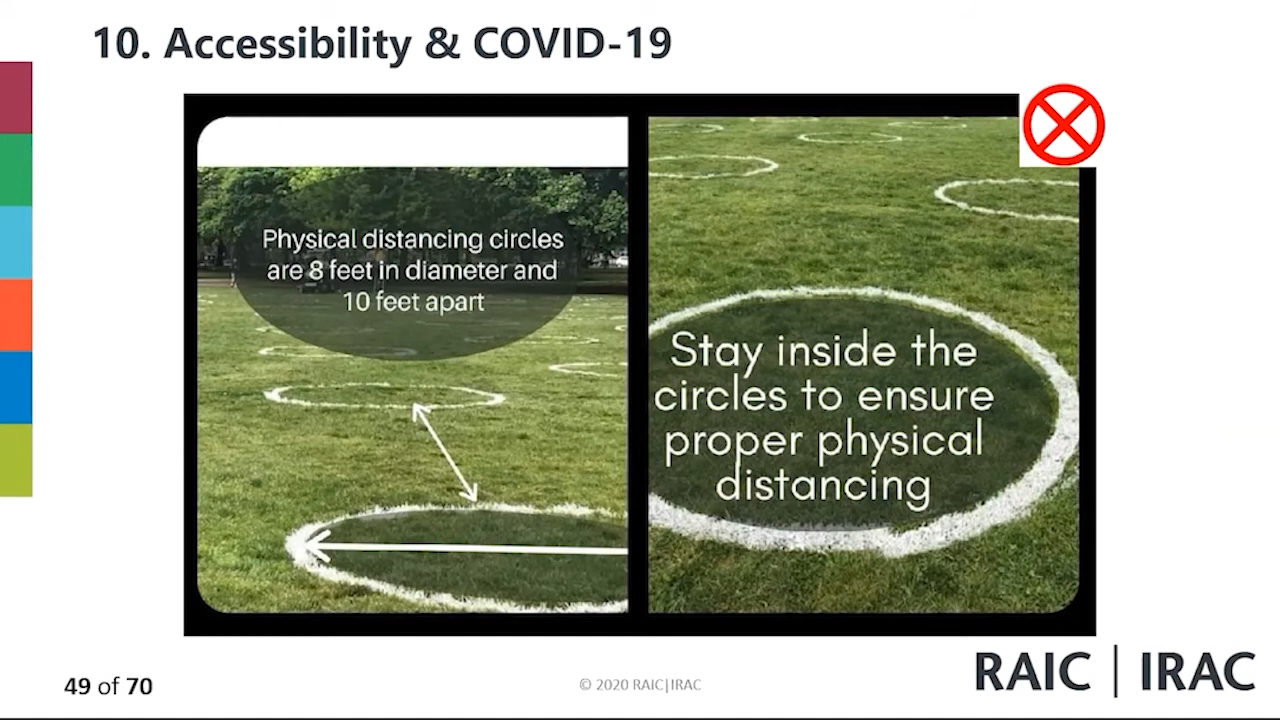 10. Accessibility & COVID-19
Physical distancing circles
are 8 feet in diameter and
10 feet apart
Stay inside the
circles to ensure
proper physical
distancing
49 of 70
© 2020 RAIC|IRAC
RAIC | IRAC